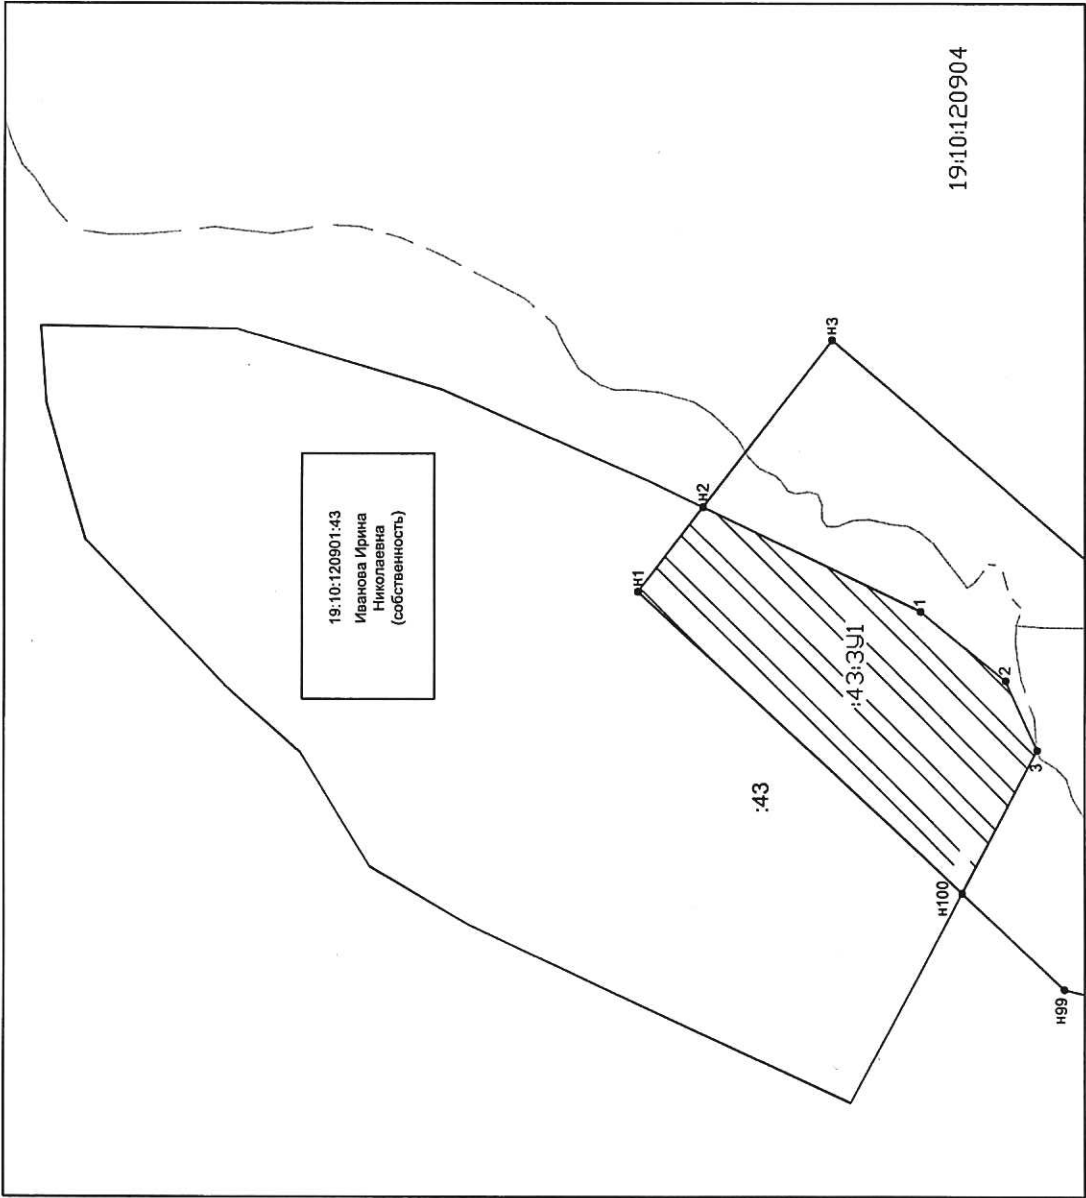 19:10:120904
н3
19:10:120901:43
Иванова Ирина
Николаевна
(собственность)
н2
н1
1
:43:ЗУ1
2
3
:43
н100
н99